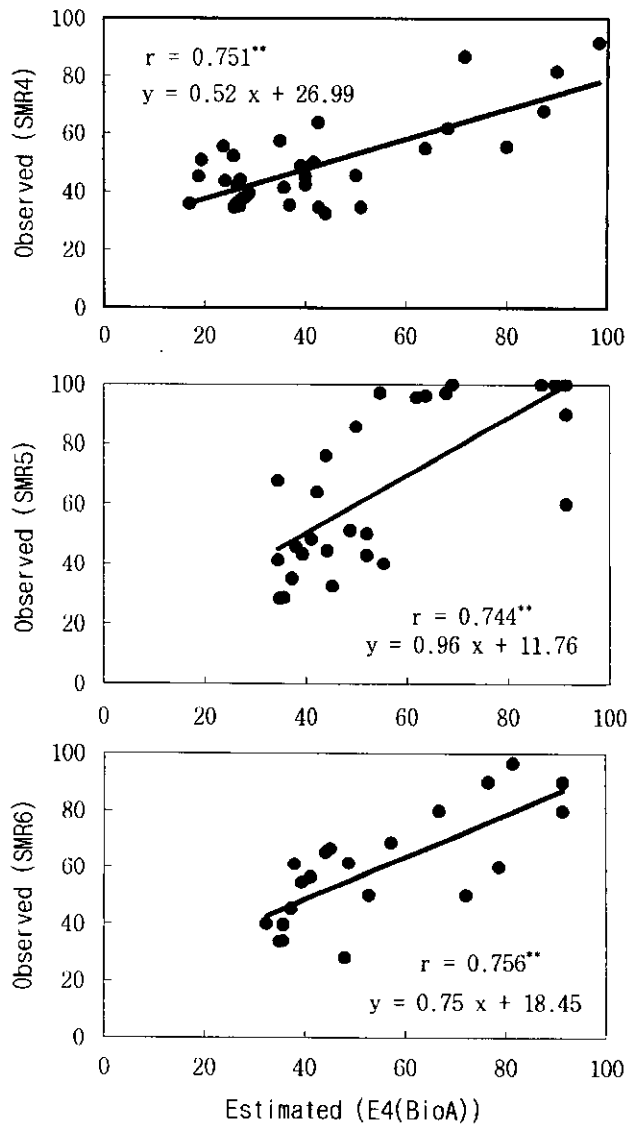 100
80
60
40
20
0
Observed (SMR4)
r = 0.751**
y = 0.52 x + 26.99
0 20 40 60 80 100
100
80
60
40
20
0
Observed (SMR5)
r = 0.744**
y = 0.96 x + 11.76
0 20 40 60 80 100
100
80
60
40
20
0
Observed (SMR6)
r = 0.756**
y = 0.75 x + 18.45
0 20 40 60 80 100
Estimated (E4(BioA))